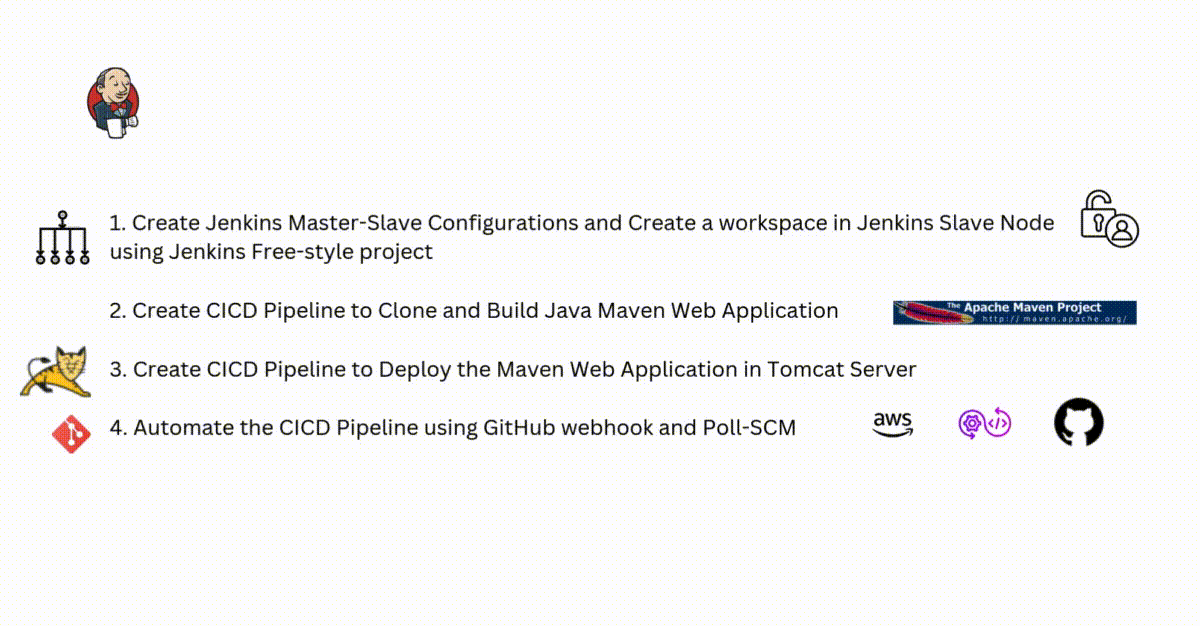 1. Create Jenkins Master-Slave Configurations and Create a workspace in Jenkins Slave Node
using Jenkins Free-style project
2. Create CICD Pipeline to Clone and Build Java Maven Web Application
The Apache Maven Project
http://maven.apache.org/
3. Create CICD Pipeline to Deploy the Maven Web Application in Tomcat Server
4. Automate the CICD Pipeline using GitHub webhook and Poll-SCM
aws